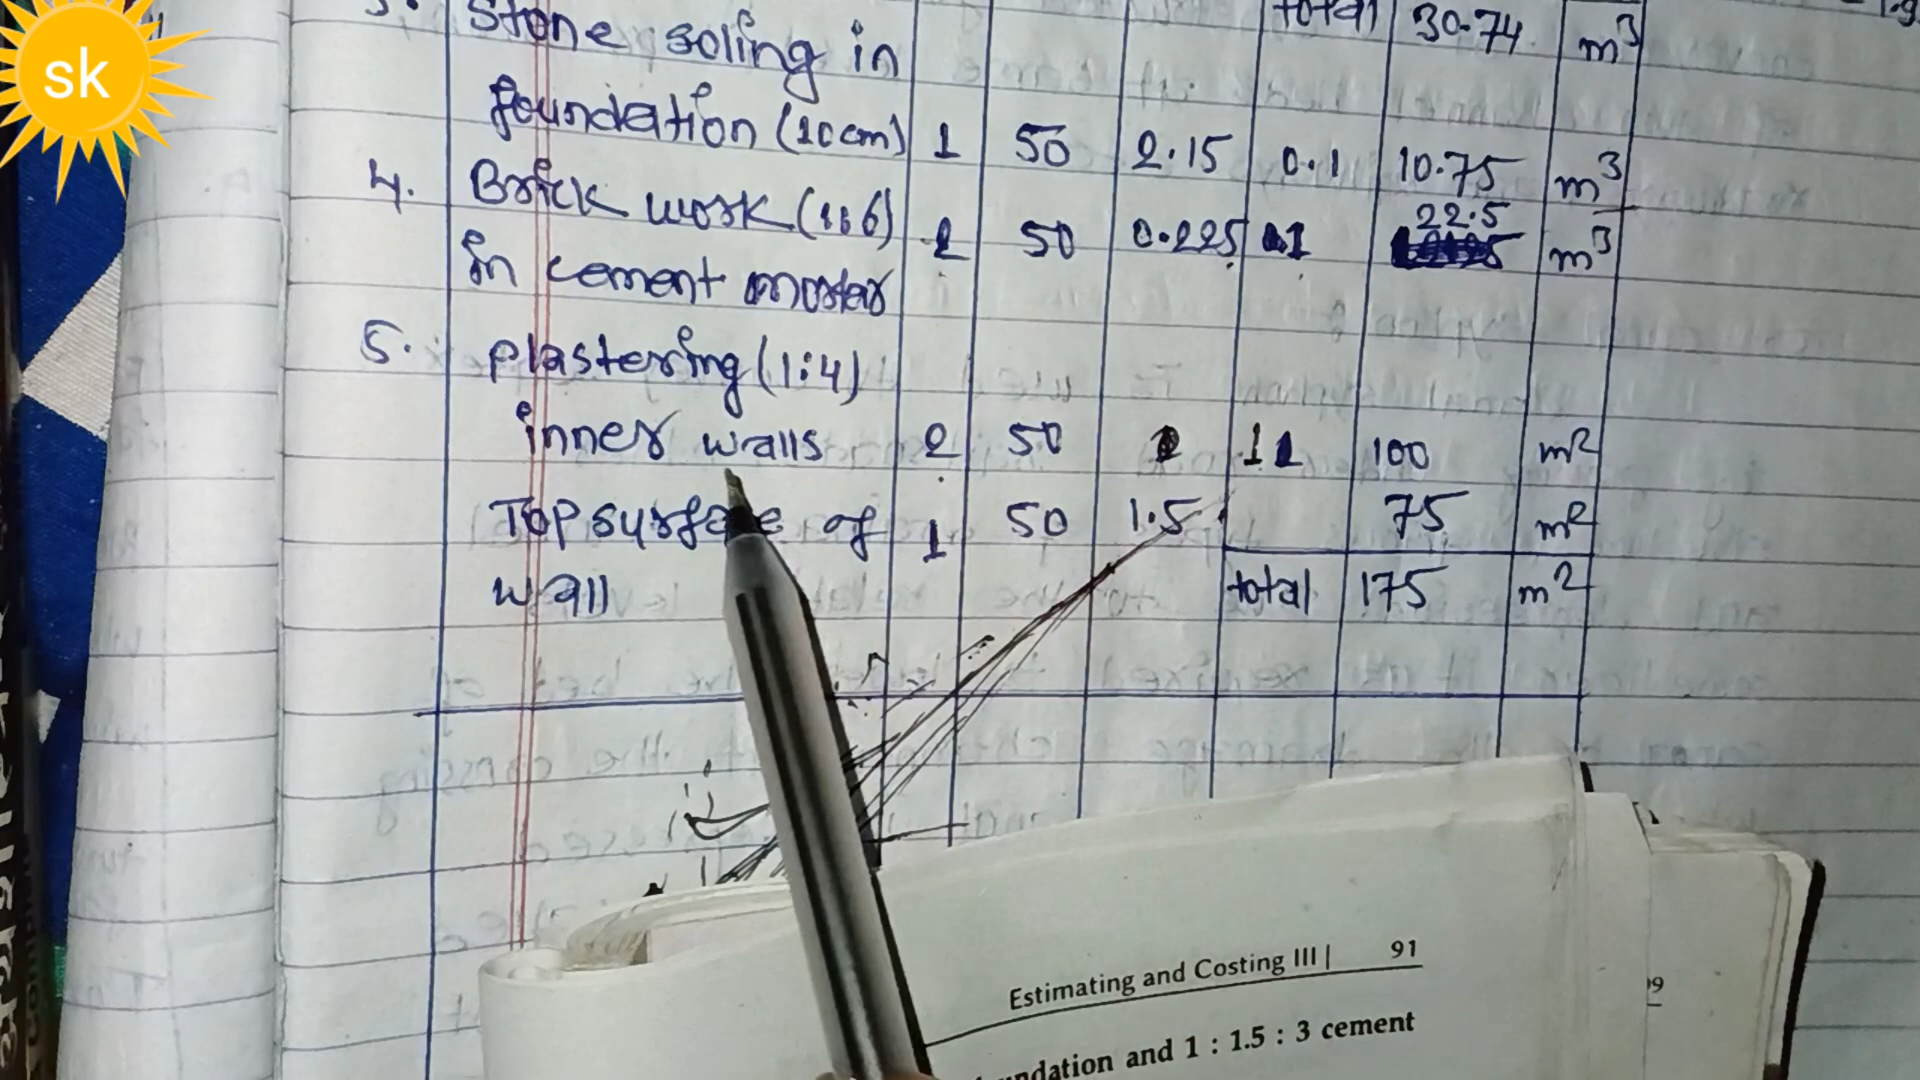 sk
3. Stone soling in total 30.74 m³
foundation (10cm) 1 50 2.15 0.1 10.75 m³
4. Brick work (1:6) 2 50 0.225 1 22.5 m³
in cement mortar
5. plastering (1:4)
inner walls 2 50 1 100 m²
Top surface of 1 50 1.5 75 m²
wall total 175 m²
Estimating and Costing III | 91
ndation and 1 : 1.5 : 3 cement